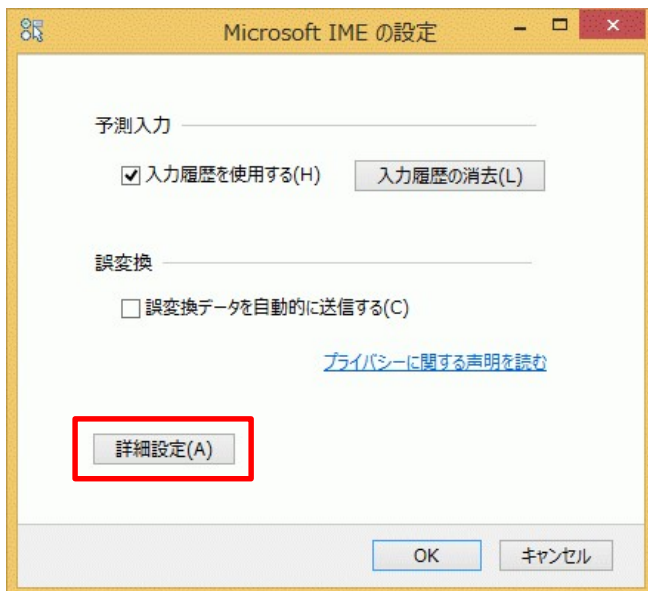 Microsoft IME の設定
予測入力
入力履歴を使用する(H)
入力履歴の消去(L)
誤変換
誤変換データを自動的に送信する(C)
プライバシーに関する声明を読む
詳細設定(A)
OK
キャンセル